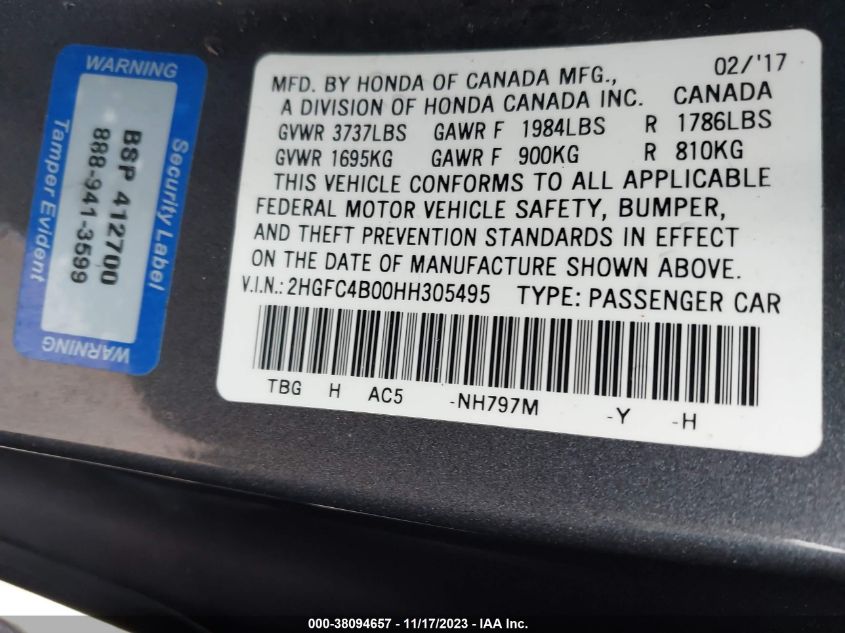 WARNING
Security Label
BSP 412700
888-941-3599
Tamper Evident
WARNING
MFD. BY HONDA OF CANADA MFG., 02/'17
A DIVISION OF HONDA CANADA INC. CANADA
GVWR 3737LBS GAWR F 1984LBS R 1786LBS
GVWR 1695KG GAWR F 900KG R 810KG
THIS VEHICLE CONFORMS TO ALL APPLICABLE
FEDERAL MOTOR VEHICLE SAFETY, BUMPER,
AND THEFT PREVENTION STANDARDS IN EFFECT
ON THE DATE OF MANUFACTURE SHOWN ABOVE.
V.I.N.: 2HGFC4B00HH305495 TYPE: PASSENGER CAR
TBG H AC5 -NH797M -Y -H
000-38094657 - 11/17/2023 - IAA Inc.